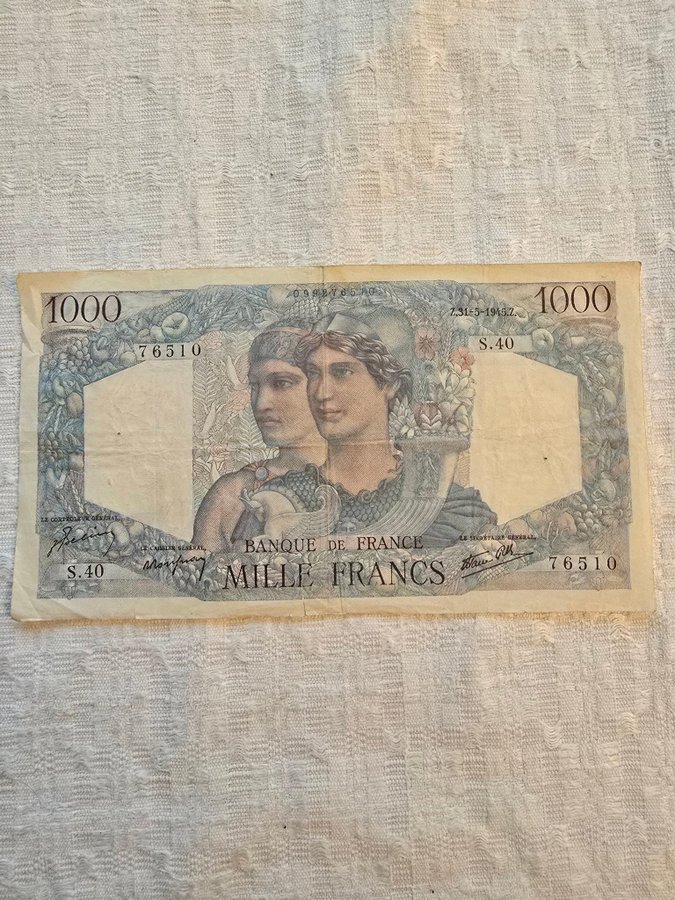 1000
099876510
Z.31-5-1945.Z.
1000
76510
S.40
LE CONTRÔLEUR GÉNÉRAL,
LE CAISSIER GÉNÉRAL,
LE SECRÉTAIRE GÉNÉRAL,
BANQUE DE FRANCE
S.40
MILLE FRANCS
76510